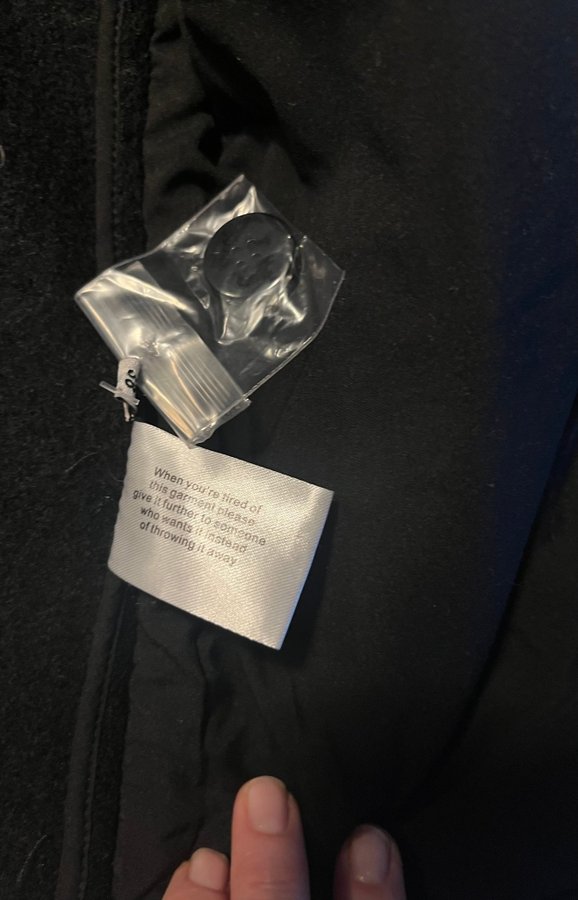 When you're tired of
this garment please
give it further to someone
who wants it instead
of throwing it away